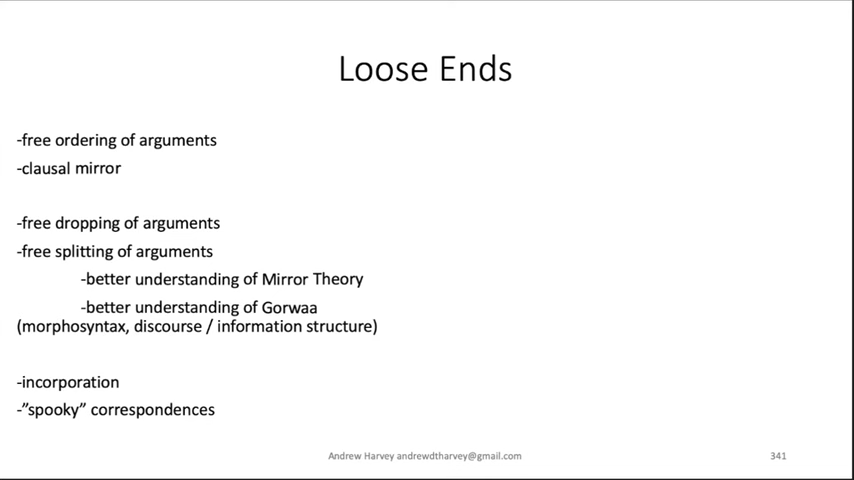 Loose Ends
-free ordering of arguments
-clausal mirror
-free dropping of arguments
-free splitting of arguments
-better understanding of Mirror Theory
-better understanding of Gorwaa
(morphosyntax, discourse / information structure)
-incorporation
-”spooky” correspondences
Andrew Harvey andrewdtharvey@gmail.com
341